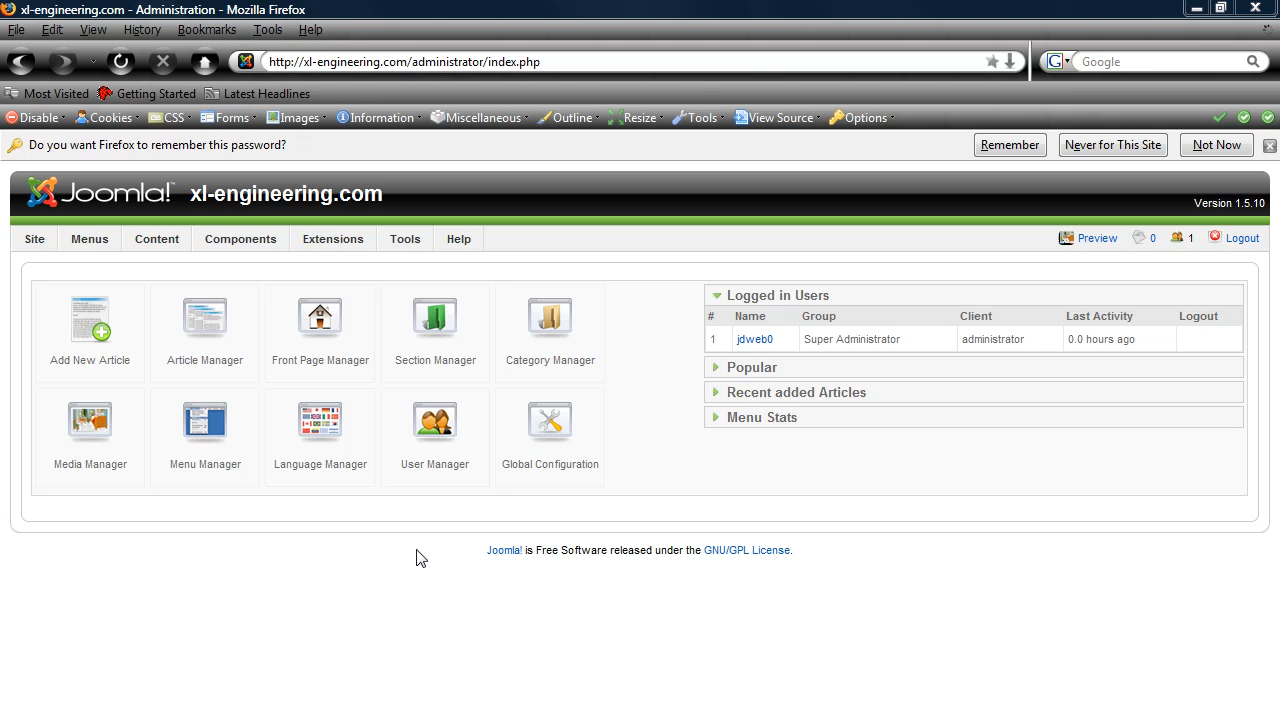 xl-engineering.com - Administration - Mozilla Firefox
File Edit View History Bookmarks Tools Help
http://xl-engineering.com/administrator/index.php
G Google
Most Visited Getting Started Latest Headlines
Disable Cookies CSS Forms Images Information Miscellaneous Outline Resize Tools View Source Options
Do you want Firefox to remember this password? Remember Never for This Site Not Now
Joomla! xl-engineering.com
Version 1.5.10
Site Menus Content Components Extensions Tools Help Preview 0 1 Logout
Logged in Users
# Name Group Client Last Activity Logout
1 jdweb0 Super Administrator administrator 0.0 hours ago
Add New Article Article Manager Front Page Manager Section Manager Category Manager
Popular
Recent added Articles
Menu Stats
Media Manager Menu Manager Language Manager User Manager Global Configuration
Joomla! is Free Software released under the GNU/GPL License.